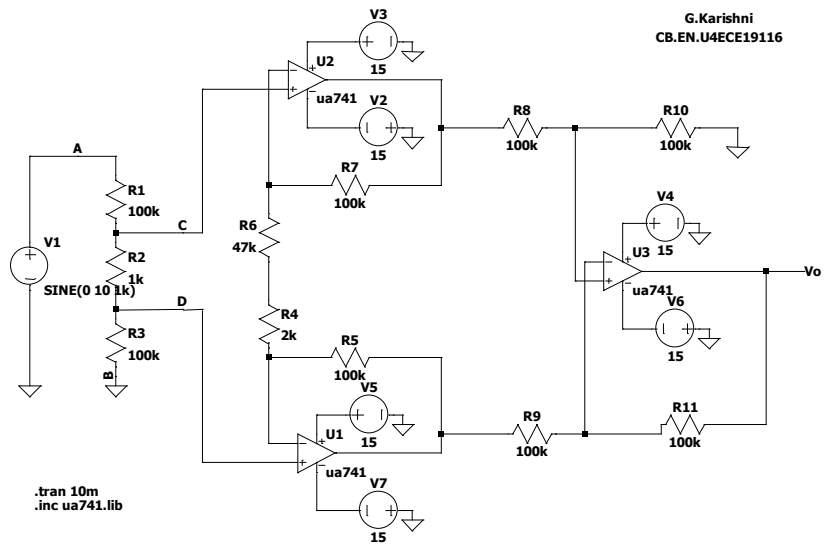 G.Karishni
CB.EN.U4ECE19116
V3
15
U2
ua741
V2
15
A
R1
100k
C
R7
100k
R8
100k
R10
100k
V4
15
R6
47k
V1
SINE(0 10 1k)
R2
1k
U3
ua741
Vo
D
R4
2k
V6
15
R3
100k
B
R5
100k
V5
15
R9
100k
R11
100k
U1
ua741
V7
15
.tran 10m
.inc ua741.lib